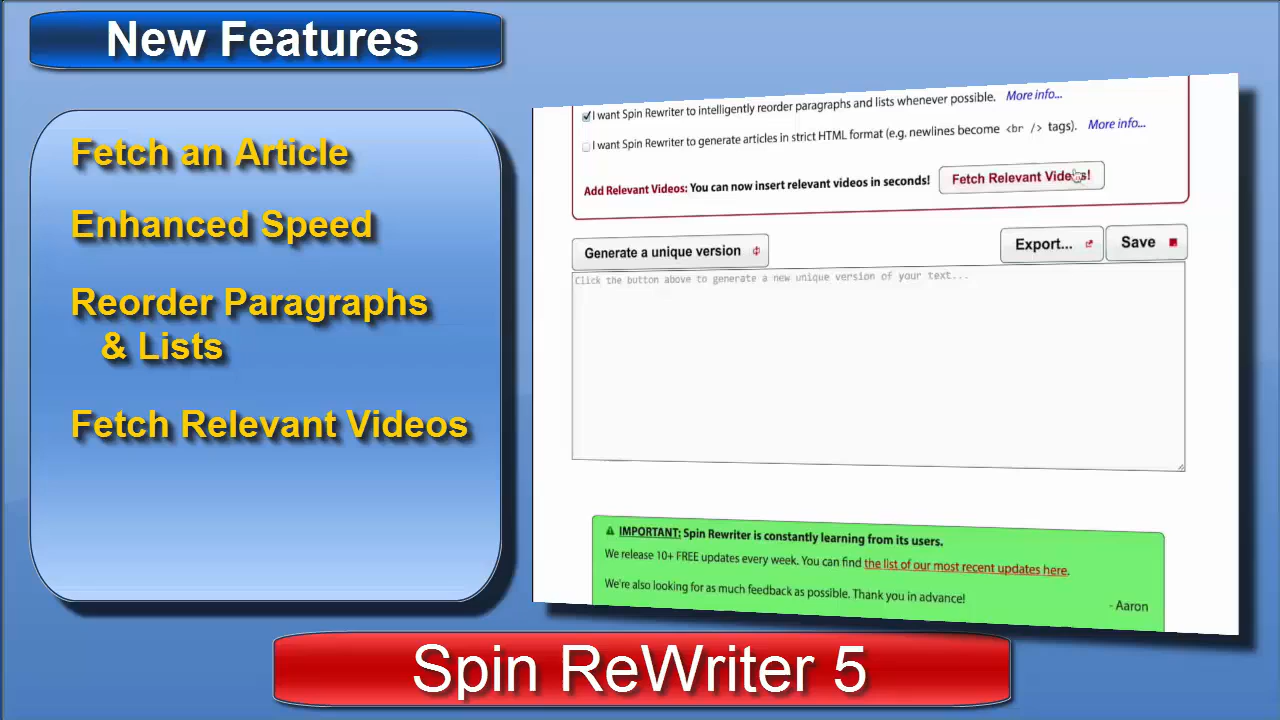 New Features
Fetch an Article
Enhanced Speed
Reorder Paragraphs
& Lists
Fetch Relevant Videos
I want Spin Rewriter to intelligently reorder paragraphs and lists whenever possible. More info...
I want Spin Rewriter to generate articles in strict HTML format (e.g. newlines become <br /> tags). More info...
Add Relevant Videos: You can now insert relevant videos in seconds! Fetch Relevant Videos!
Generate a unique version Export... Save
Click the button above to generate a new unique version of your text...
IMPORTANT: Spin Rewriter is constantly learning from its users.
We release 10+ FREE updates every week. You can find the list of our most recent updates here.
We're also looking for as much feedback as possible. Thank you in advance!
- Aaron
Spin ReWriter 5